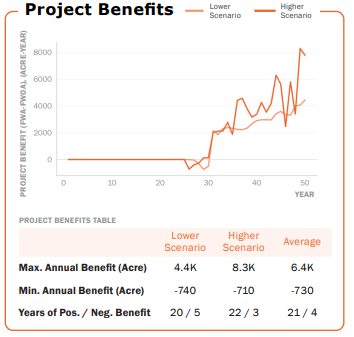 Project Benefits
Lower Scenario
Higher Scenario
PROJECT BENEFIT (FWA-FWOA), (ACRE-YEAR)
8000
6000
4000
2000
0
0 10 20 30 40 50
YEAR
PROJECT BENEFITS TABLE
Lower Scenario Higher Scenario Average
Max. Annual Benefit (Acre) 4.4K 8.3K 6.4K
Min. Annual Benefit (Acre) -740 -710 -730
Years of Pos. / Neg. Benefit 20 / 5 22 / 3 21 / 4